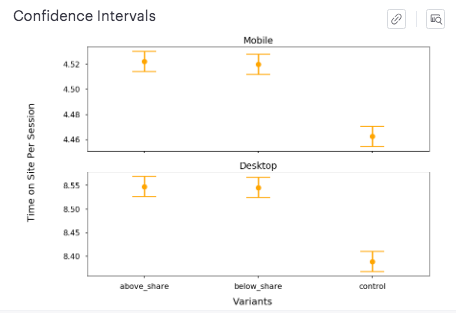 Confidence Intervals
Mobile
4.52
4.50
4.48
4.46
Time on Site Per Session
Desktop
8.55
8.50
8.45
8.40
above_share below_share control
Variants